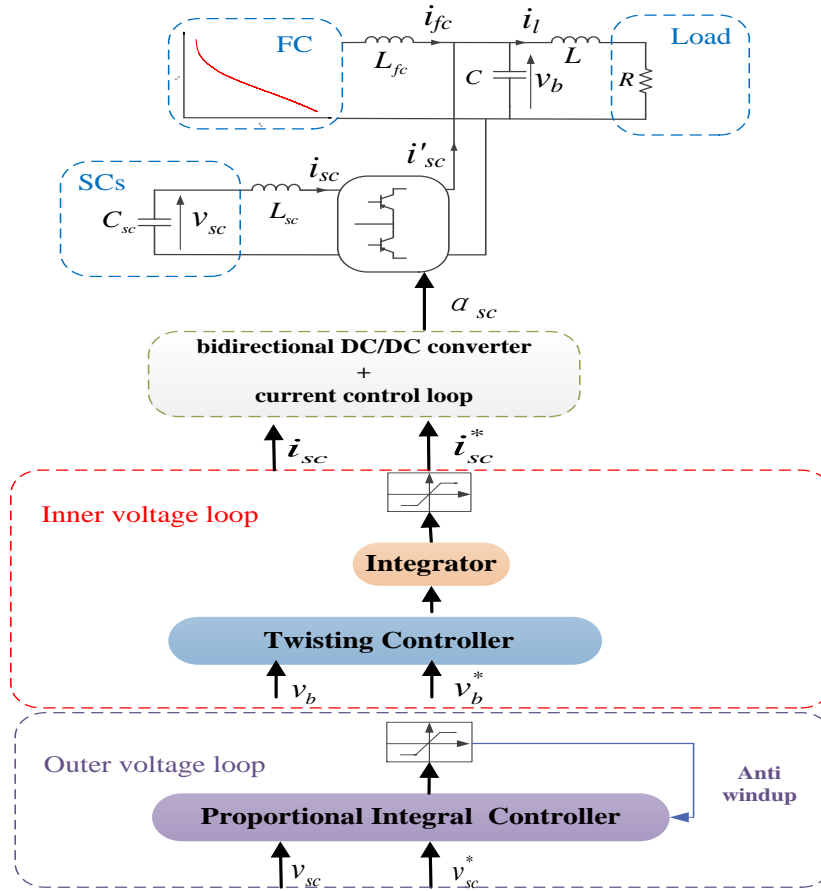 i_fc
i_l
FC
L_fc
C
v_b
L
R
Load
i'_sc
SCs
i_sc
C_sc
v_sc
L_sc
α_sc
bidirectional DC/DC converter
+
current control loop
i_sc
i*_sc
Inner voltage loop
Integrator
Twisting Controller
v_b
v*_b
Outer voltage loop
Anti
windup
Proportional Integral Controller
v_sc
v*_sc